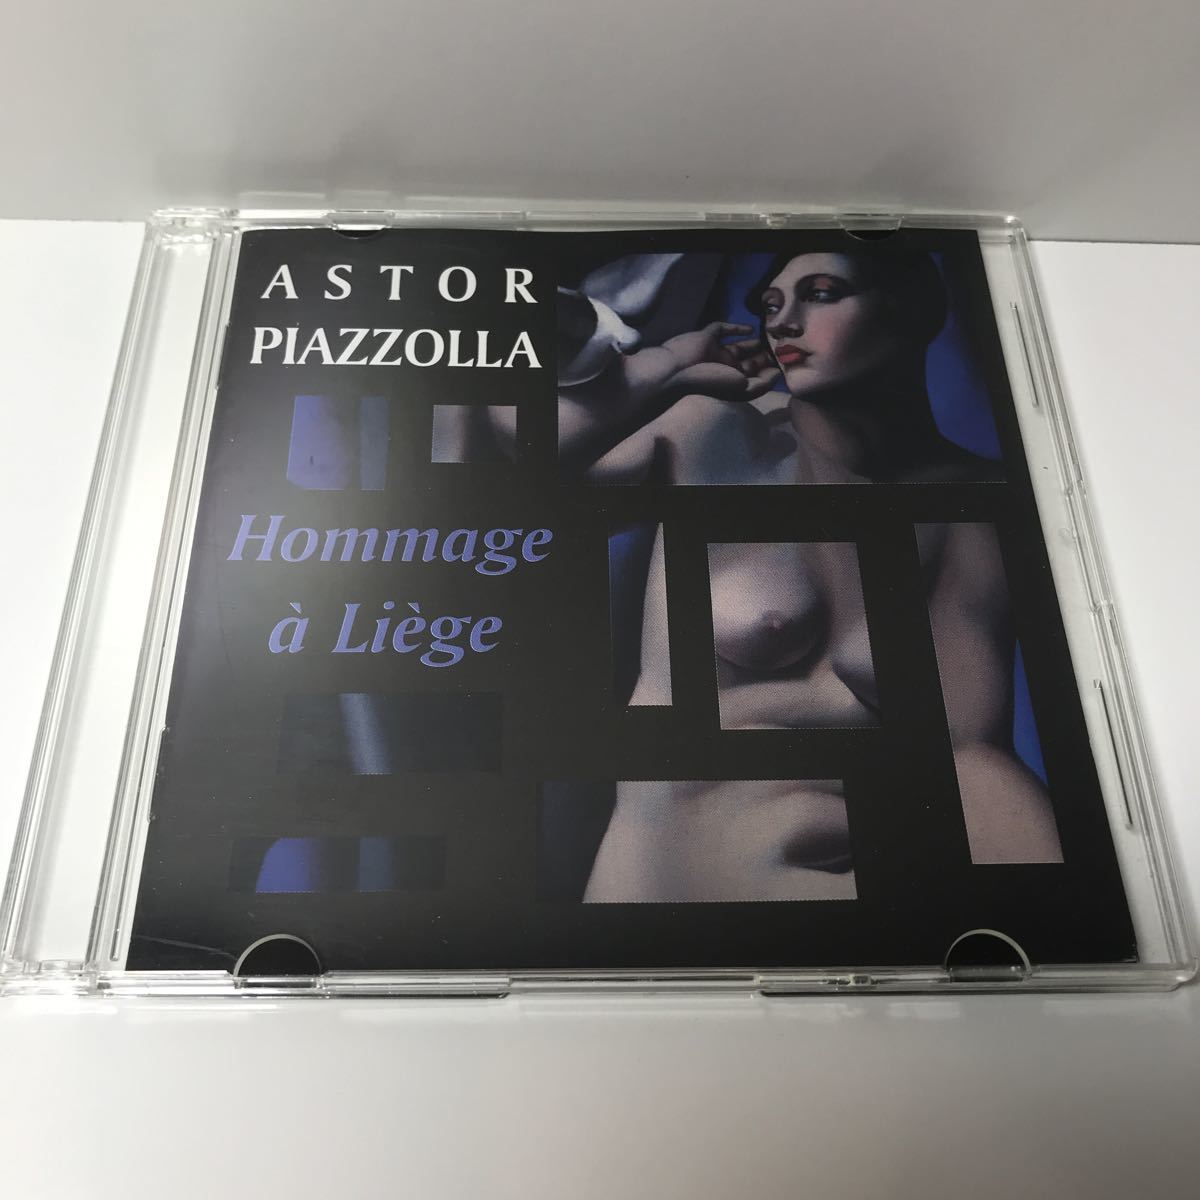 ASTOR
PIAZZOLLA
Hommage
à Liège